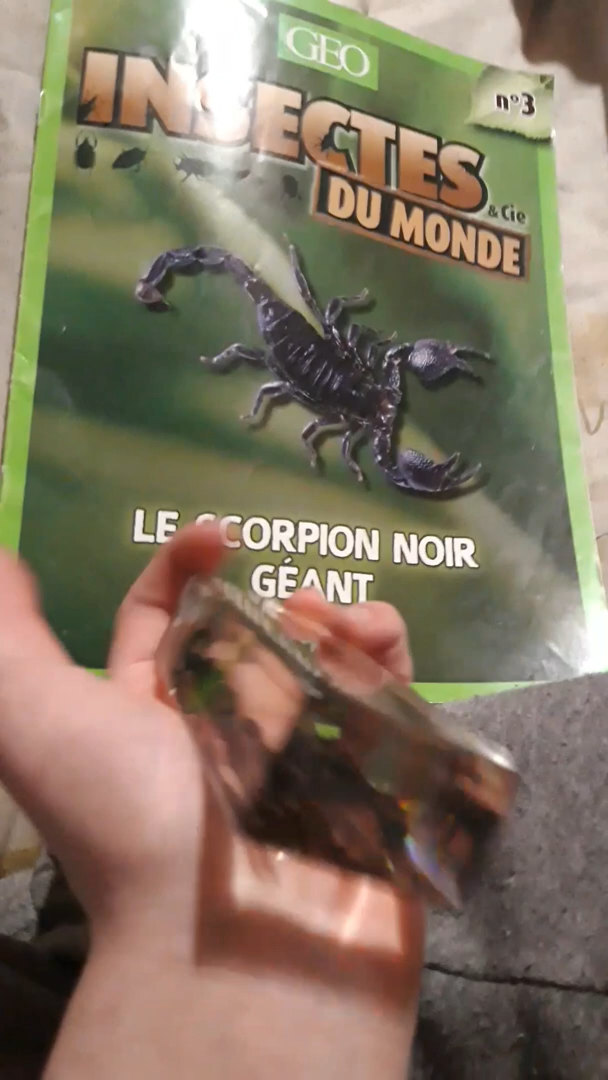 GEO
n°3
INSECTES
& Cie
DU MONDE
LE SCORPION NOIR
GÉANT